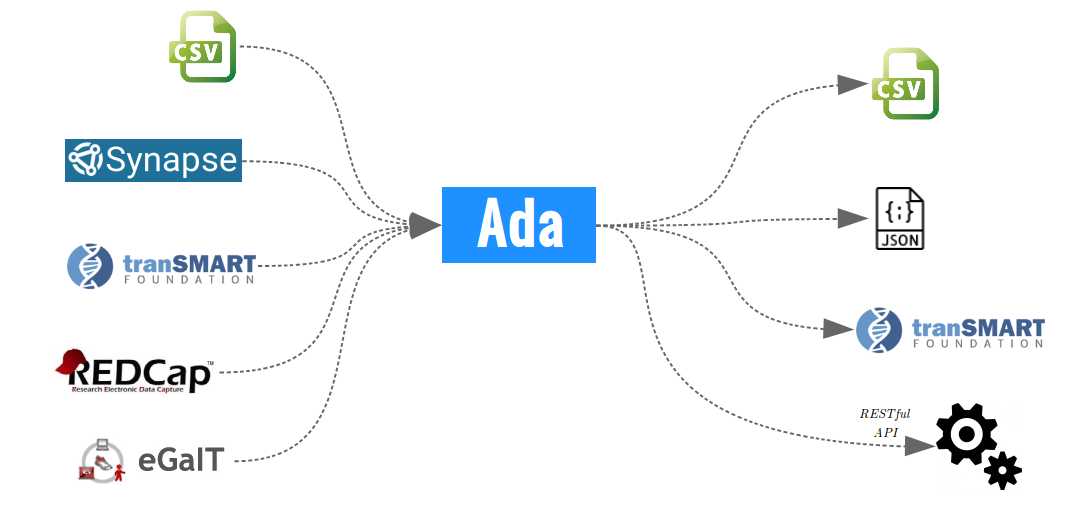 CSV
Synapse
tranSMART
FOUNDATION
REDCap™
Research Electronic Data Capture
eGaIT
Ada
CSV
{;}
JSON
tranSMART
FOUNDATION
RESTful
API